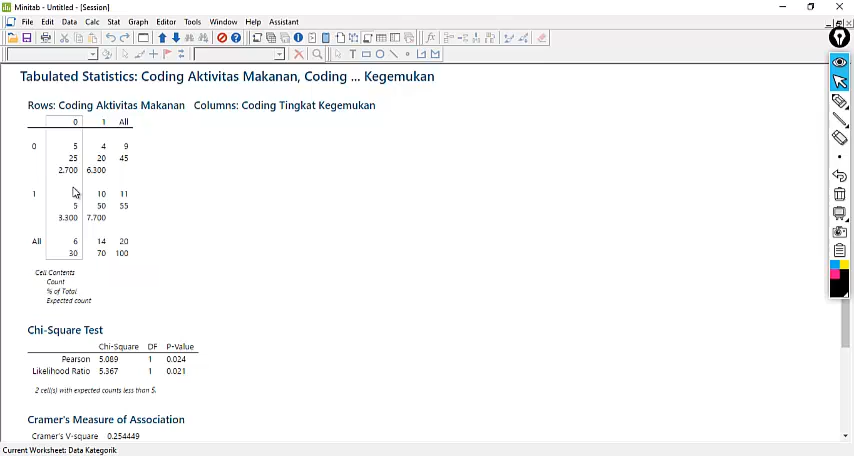 Minitab - Untitled - [Session]
File Edit Data Calc Stat Graph Editor Tools Window Help Assistant
Tabulated Statistics: Coding Aktivitas Makanan, Coding ... Kegemukan
Rows: Coding Aktivitas Makanan Columns: Coding Tingkat Kegemukan
0 1 All
0 5 4 9
25 20 45
2.700 6.300
1 10 11
5 50 55
3.300 7.700
All 6 14 20
30 70 100
Cell Contents
Count
% of Total
Expected count
Chi-Square Test
Chi-Square DF P-Value
Pearson 5.089 1 0.024
Likelihood Ratio 5.367 1 0.021
2 cell(s) with expected counts less than 5.
Cramer's Measure of Association
Cramer's V-square 0.254449
Current Worksheet: Data Kategorik